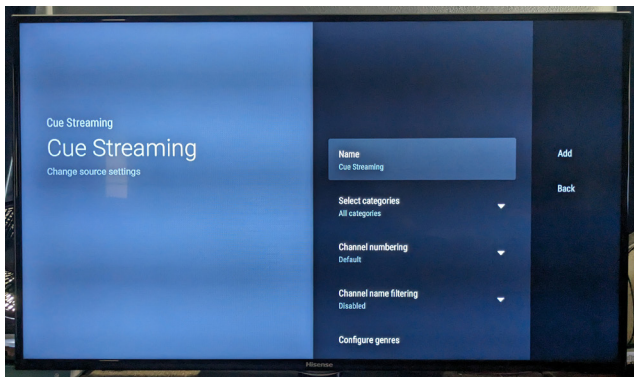 Cue Streaming
Cue Streaming
Change source settings
Name
Cue Streaming
Select categories
All categories
Channel numbering
Default
Channel name filtering
Disabled
Configure genres
Add
Back
Hisense